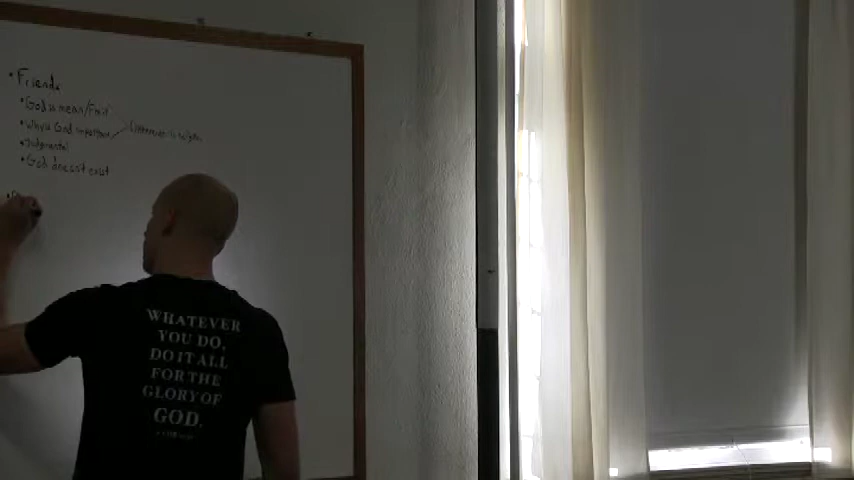 • Friends
• God is mean/
• Why is God important
• Judgmental
• God doesn't exist
WHATEVER
YOU DO,
DO IT ALL
FOR THE
GLORY OF
GOD.